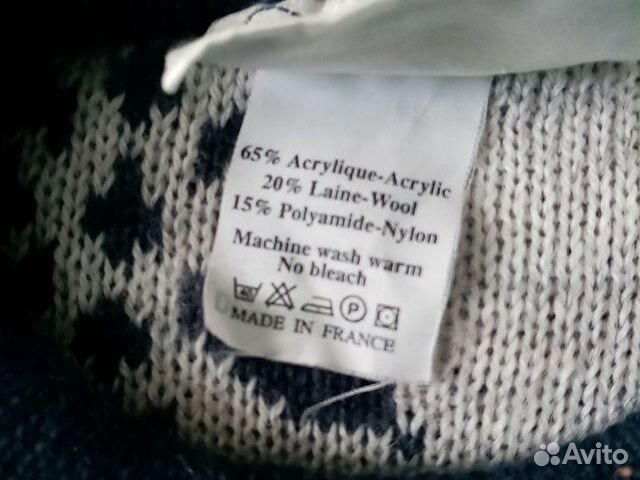 65% Acrylique-Acrylic
20% Laine-Wool
15% Polyamide-Nylon
Machine wash warm
No bleach
P
MADE IN FRANCE
Avito